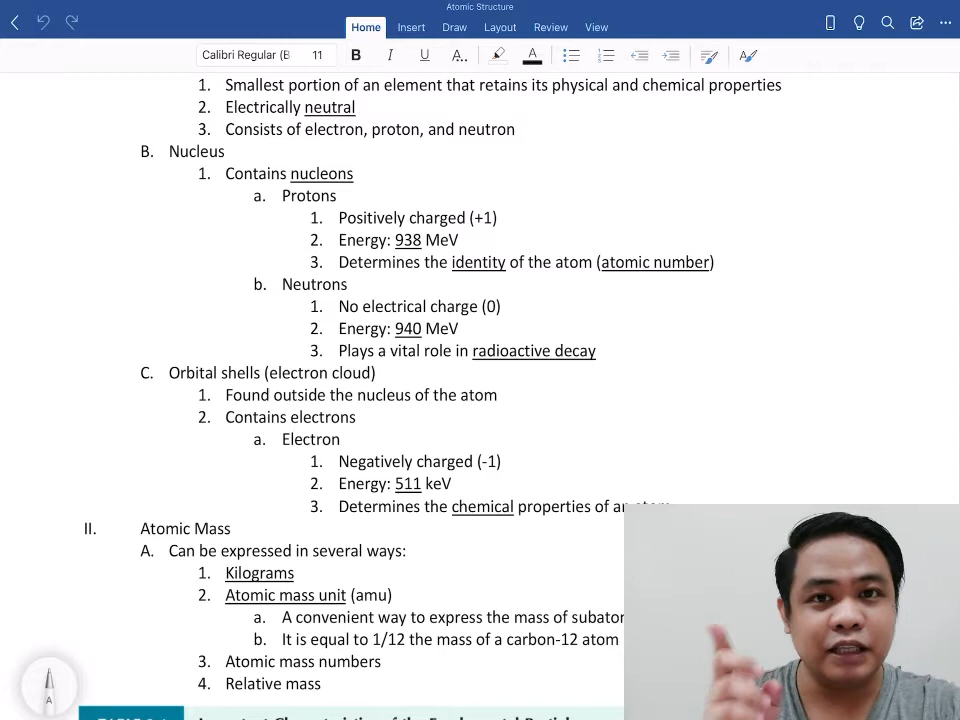 Atomic Structure
Home Insert Draw Layout Review View
Calibri Regular (B 11 B I U A..
1. Smallest portion of an element that retains its physical and chemical properties
2. Electrically neutral
3. Consists of electron, proton, and neutron
B. Nucleus
1. Contains nucleons
a. Protons
1. Positively charged (+1)
2. Energy: 938 MeV
3. Determines the identity of the atom (atomic number)
b. Neutrons
1. No electrical charge (0)
2. Energy: 940 MeV
3. Plays a vital role in radioactive decay
C. Orbital shells (electron cloud)
1. Found outside the nucleus of the atom
2. Contains electrons
a. Electron
1. Negatively charged (-1)
2. Energy: 511 keV
3. Determines the chemical properties of
II. Atomic Mass
A. Can be expressed in several ways:
1. Kilograms
2. Atomic mass unit (amu)
a. A convenient way to express the mass of subator
b. It is equal to 1/12 the mass of a carbon-12 atom
3. Atomic mass numbers
4. Relative mass